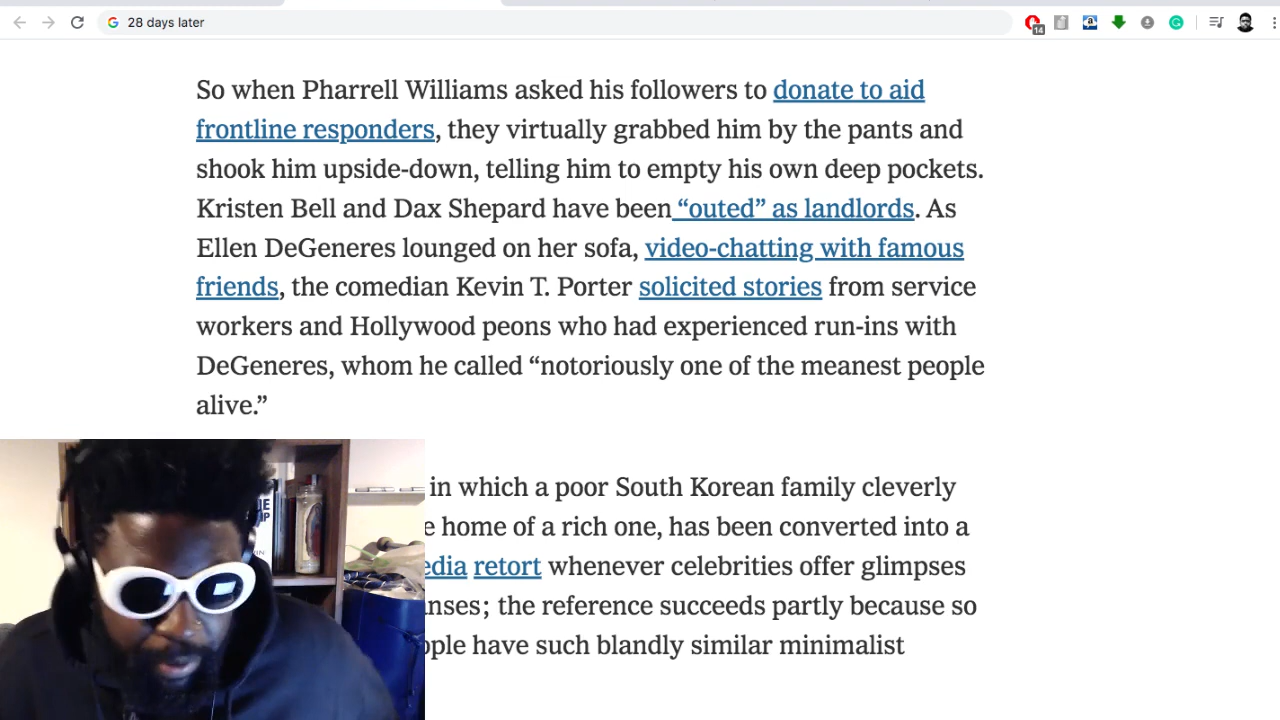 28 days later
14
So when Pharrell Williams asked his followers to donate to aid
frontline responders, they virtually grabbed him by the pants and
shook him upside-down, telling him to empty his own deep pockets.
Kristen Bell and Dax Shepard have been “outed” as landlords. As
Ellen DeGeneres lounged on her sofa, video-chatting with famous
friends, the comedian Kevin T. Porter solicited stories from service
workers and Hollywood peons who had experienced run-ins with
DeGeneres, whom he called “notoriously one of the meanest people
alive.”
in which a poor South Korean family cleverly
e home of a rich one, has been converted into a
edia retort whenever celebrities offer glimpses
nses; the reference succeeds partly because so
ople have such blandly similar minimalist